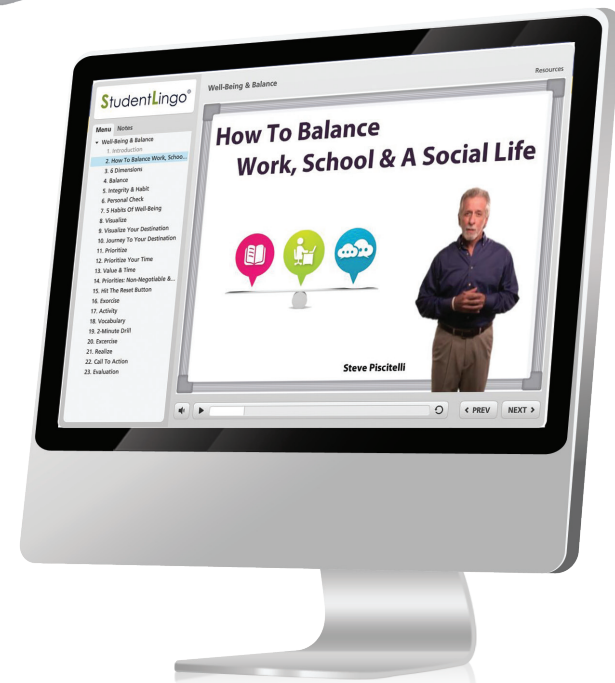 StudentLingo®
Well-Being & Balance
Resources
Menu Notes
Well-Being & Balance
1. Introduction
2. How To Balance Work, Schoo...
3. 6 Dimensions
4. Balance
5. Integrity & Habit
6. Personal Check
7. 5 Habits Of Well-Being
8. Visualize
9. Visualize Your Destination
10. Journey To Your Destination
11. Prioritize
12. Prioritize Your Time
13. Value & Time
14. Priorities: Non-Negotiable &...
15. Hit The Reset Button
16. Exorcise
17. Activity
18. Vocabulary
19. 2-Minute Drill
20. Excercise
21. Realize
22. Call To Action
23. Evaluation
How To Balance
Work, School & A Social Life
Steve Piscitelli
< PREV
NEXT >